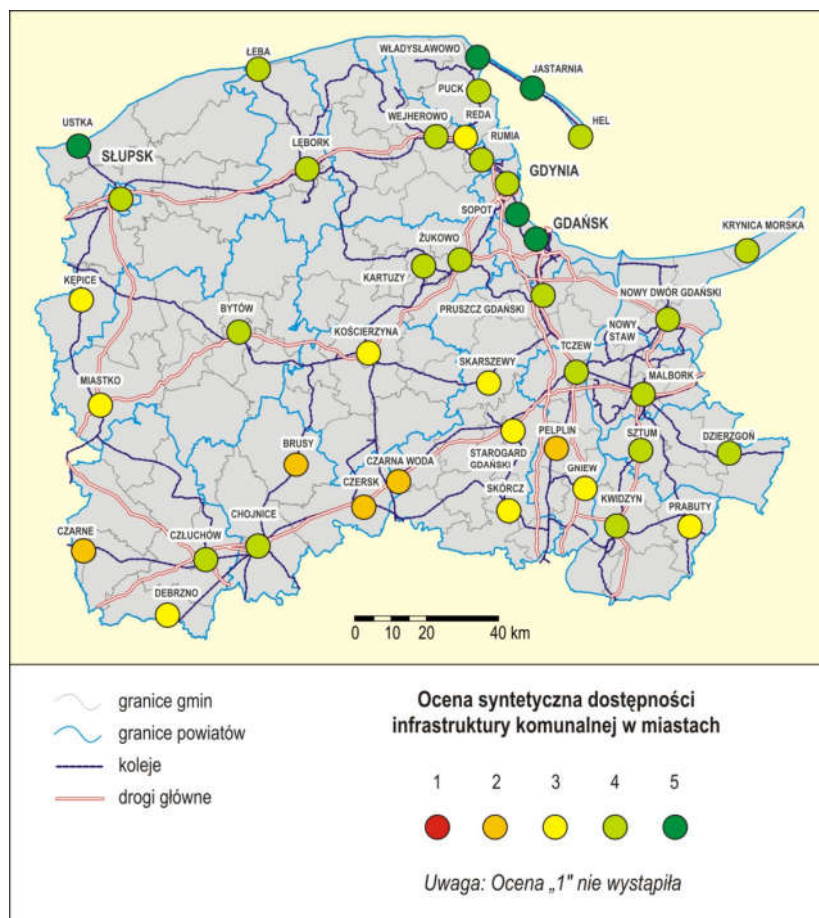 WŁADYSŁAWOWO
ŁEBA
JASTARNIA
PUCK
HEL
WEJHEROWO
REDA
RUMIA
USTKA
SŁUPSK
LĘBORK
GDYNIA
SOPOT
GDAŃSK
KRYNICA MORSKA
ŻUKOWO
KARTUZY
KĘPICE
BYTÓW
PRUSZCZ GDAŃSKI
NOWY DWÓR GDAŃSKI
KOŚCIERZYNA
NOWY
STAW
TCZEW
SKARSZEWY
MALBORK
MIASTKO
BRUSY
CZARNA WODA
STAROGARD
GDAŃSKI
PELPLIN
SZTUM
DZIERZGOŃ
CZERSK
SKÓRCZ
GNIEW
KWIDZYN
PRABUTY
CHOJNICE
CZARNE
CZŁUCHÓW
DEBRZNO
0 10 20 40 km
granice gmin
granice powiatów
koleje
drogi główne
Ocena syntetyczna dostępności
infrastruktury komunalnej w miastach
1 2 3 4 5
Uwaga: Ocena „1" nie wystąpiła